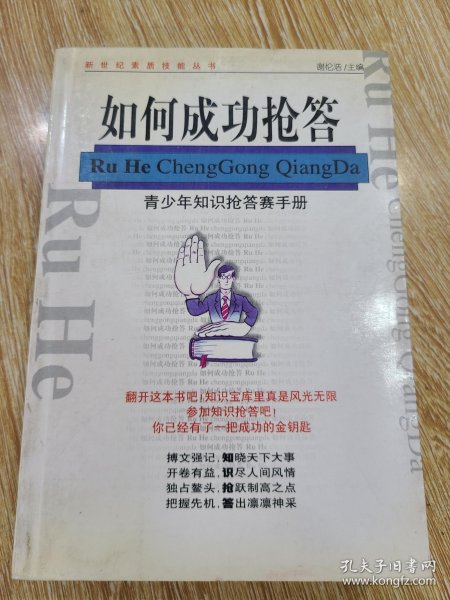 新世纪素质技能丛书
谢伦浩/主编
如何成功抢答
Ru He ChengGong QiangDa
青少年知识抢答赛手册
Ru He
Ru He ChengGong QiangDa
翻开这本书吧!知识宝库里真是风光无限
参加知识抢答吧!
你已经有了一把成功的金钥匙
搏文强记,知晓天下大事
开卷有益,识尽人间风情
独占鳌头,抢跃制高之点
把握先机,答出凛凛神采
孔夫子旧书网
www.kongfz.com